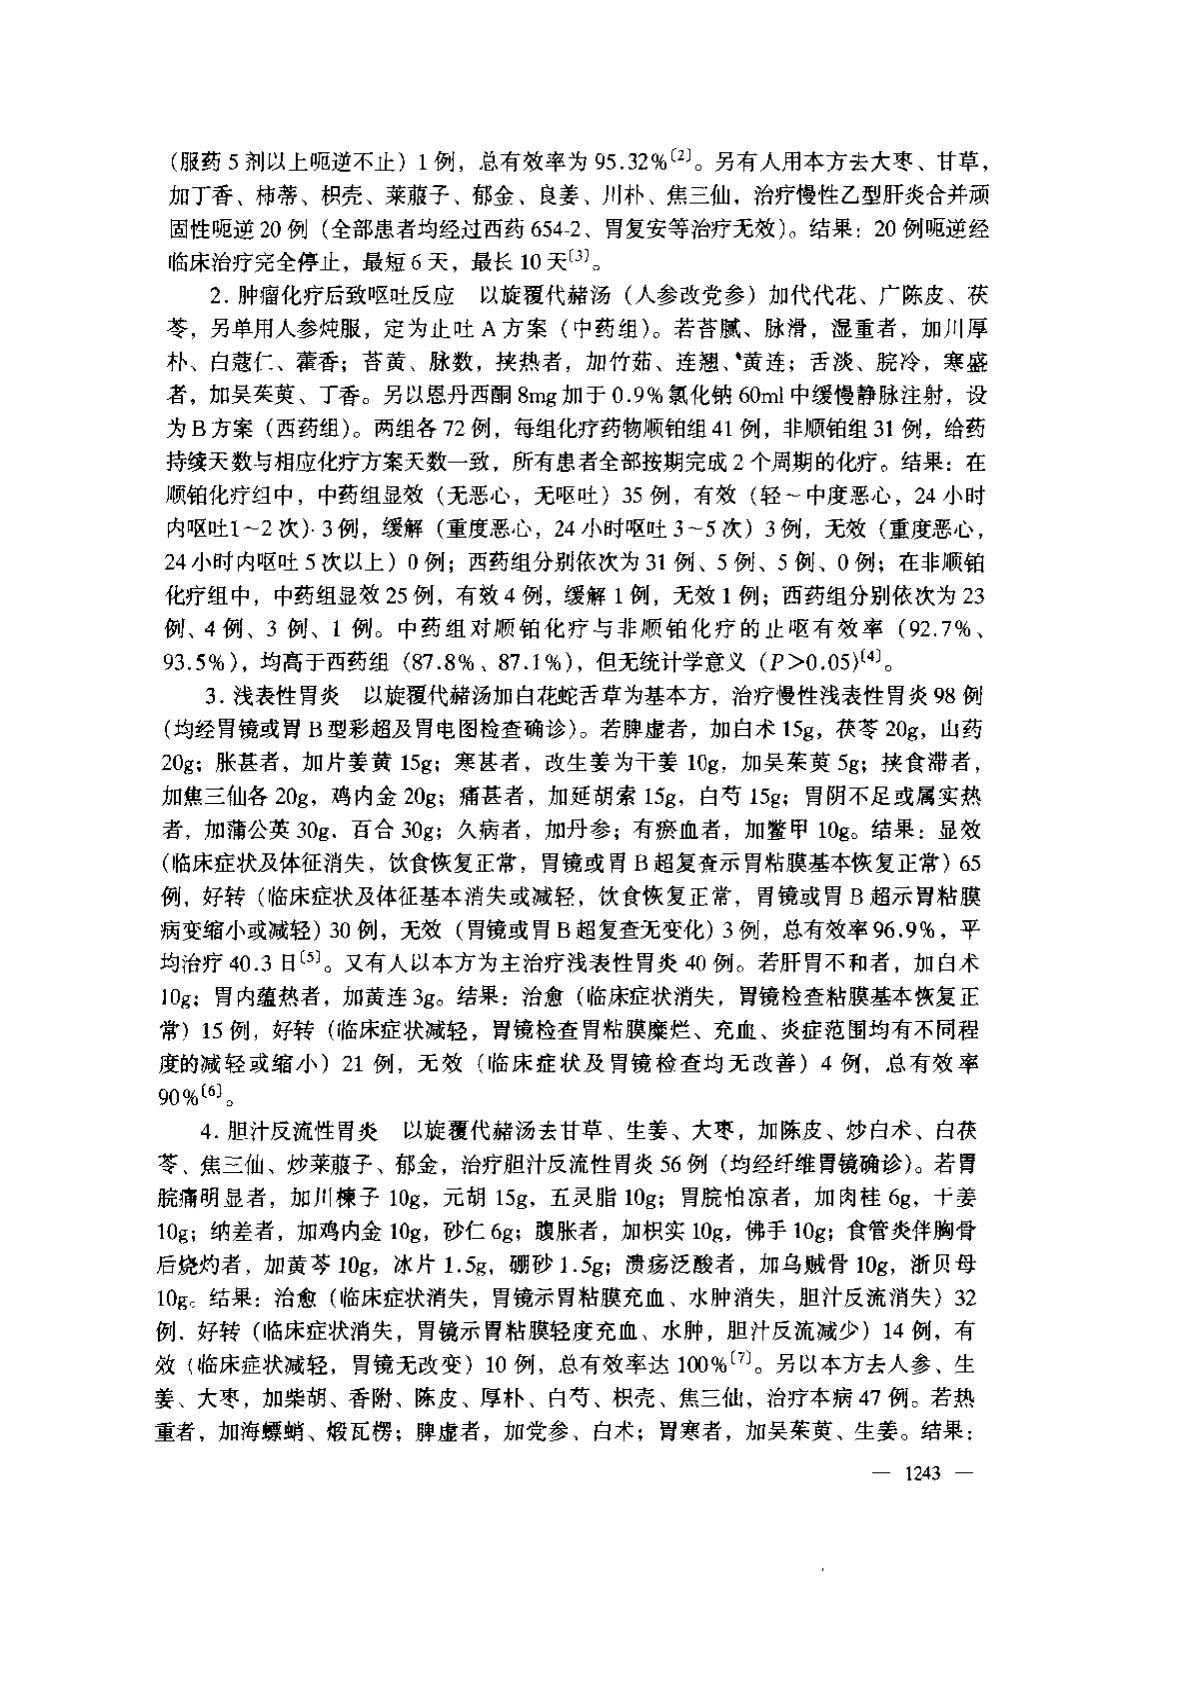 (服药 5 剂以上呃逆不止) 1 例，总有效率为 95.32%〔2〕。另有人用本方去大枣、甘草，
加丁香、柿蒂、枳壳、莱菔子、郁金、良姜、川朴、焦三仙，治疗慢性乙型肝炎合并顽
固性呃逆 20 例 (全部患者均经过西药 654-2、胃复安等治疗无效)。结果：20 例呃逆经
临床治疗完全停止，最短 6 天，最长 10 天〔3〕。
2. 肿瘤化疗后致呕吐反应　以旋覆代赭汤 (人参改党参) 加代代花、广陈皮、茯
苓，另单用人参炖服，定为止吐 A 方案 (中药组)。若苔腻、脉滑，湿重者，加川厚
朴、白蔻仁、藿香；苔黄、脉数，挟热者，加竹茹、连翘、黄连；舌淡、脘冷，寒盛
者，加吴茱萸、丁香。另以恩丹西酮 8mg 加于 0.9% 氯化钠 60ml 中缓慢静脉注射，设
为 B 方案 (西药组)。两组各 72 例，每组化疗药物顺铂组 41 例，非顺铂组 31 例，给药
持续天数与相应化疗方案天数一致，所有患者全部按期完成 2 个周期的化疗。结果：在
顺铂化疗组中，中药组显效 (无恶心，无呕吐) 35 例，有效 (轻～中度恶心，24 小时
内呕吐1～2 次) 3 例，缓解 (重度恶心，24 小时呕吐 3～5 次) 3 例，无效 (重度恶心，
24 小时内呕吐 5 次以上) 0 例；西药组分别依次为 31 例、5 例、5 例、0 例；在非顺铂
化疗组中，中药组显效 25 例，有效 4 例，缓解 1 例，无效 1 例；西药组分别依次为 23
例、4 例、3 例、1 例。中药组对顺铂化疗与非顺铂化疗的止呕有效率 (92.7%、
93.5%)，均高于西药组 (87.8%、87.1%)，但无统计学意义 (P>0.05)〔4〕。
3. 浅表性胃炎　以旋覆代赭汤加白花蛇舌草为基本方，治疗慢性浅表性胃炎 98 例
(均经胃镜或胃 B 型彩超及胃电图检查确诊)。若脾虚者，加白术 15g，茯苓 20g，山药
20g；胀甚者，加片姜黄 15g；寒甚者，改生姜为干姜 10g，加吴茱萸 5g；挟食滞者，
加焦三仙各 20g，鸡内金 20g；痛甚者，加延胡索 15g，白芍 15g；胃阴不足或属实热
者，加蒲公英 30g，百合 30g；久病者，加丹参；有瘀血者，加鳖甲 10g。结果：显效
(临床症状及体征消失，饮食恢复正常，胃镜或胃 B 超复查示胃粘膜基本恢复正常) 65
例，好转 (临床症状及体征基本消失或减轻，饮食恢复正常，胃镜或胃 B 超示胃粘膜
病变缩小或减轻) 30 例，无效 (胃镜或胃 B 超复查无变化) 3 例，总有效率 96.9%，平
均治疗 40.3 日〔5〕。又有人以本方为主治疗浅表性胃炎 40 例。若肝胃不和者，加白术
10g；胃内蕴热者，加黄连 3g。结果：治愈 (临床症状消失，胃镜检查粘膜基本恢复正
常) 15 例，好转 (临床症状减轻，胃镜检查胃粘膜糜烂、充血、炎症范围均有不同程
度的减轻或缩小) 21 例，无效 (临床症状及胃镜检查均无改善) 4 例，总有效率
90%〔6〕。
4. 胆汁反流性胃炎　以旋覆代赭汤去甘草、生姜、大枣，加陈皮、炒白术、白茯
苓、焦三仙、炒莱菔子、郁金，治疗胆汁反流性胃炎 56 例 (均经纤维胃镜确诊)。若胃
脘痛明显者，加川楝子 10g，元胡 15g，五灵脂 10g；胃脘怕凉者，加肉桂 6g，干姜
10g；纳差者，加鸡内金 10g，砂仁 6g；腹胀者，加枳实 10g，佛手 10g；食管炎伴胸骨
后烧灼者，加黄芩 10g，冰片 1.5g，硼砂 1.5g；溃疡泛酸者，加乌贼骨 10g，浙贝母
10g。结果：治愈 (临床症状消失，胃镜示胃粘膜充血、水肿消失，胆汁反流消失) 32
例，好转 (临床症状消失，胃镜示胃粘膜轻度充血、水肿，胆汁反流减少) 14 例，有
效 (临床症状减轻，胃镜无改变) 10 例，总有效率达 100%〔7〕。另以本方去人参、生
姜、大枣，加柴胡、香附、陈皮、厚朴、白芍、枳壳、焦三仙，治疗本病 47 例。若热
重者，加海螵蛸、煅瓦楞；脾虚者，加党参、白术；胃寒者，加吴茱萸、生姜。结果：
— 1243 —